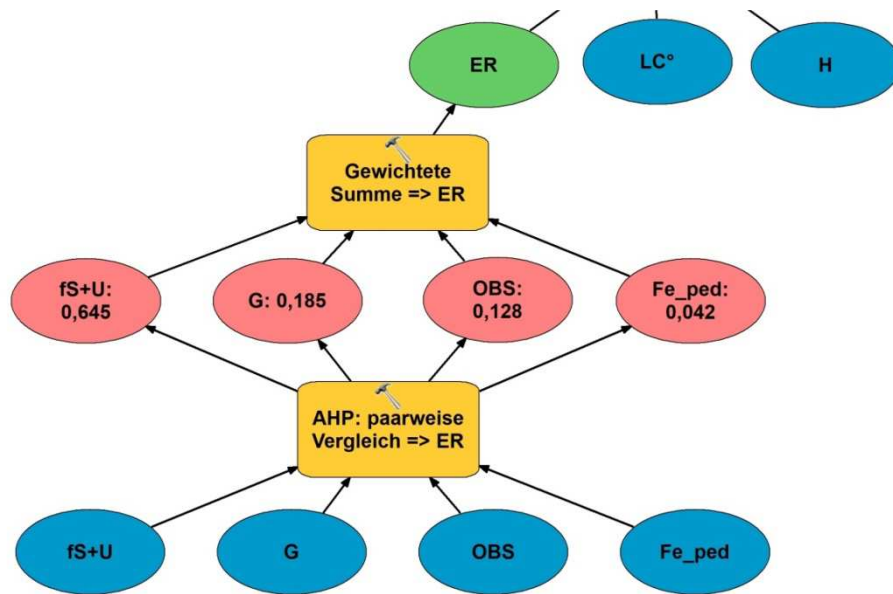 ER
LC°
H
Gewichtete
Summe => ER
fS+U:
0,645
G: 0,185
OBS:
0,128
Fe_ped:
0,042
AHP: paarweise
Vergleich => ER
fS+U
G
OBS
Fe_ped